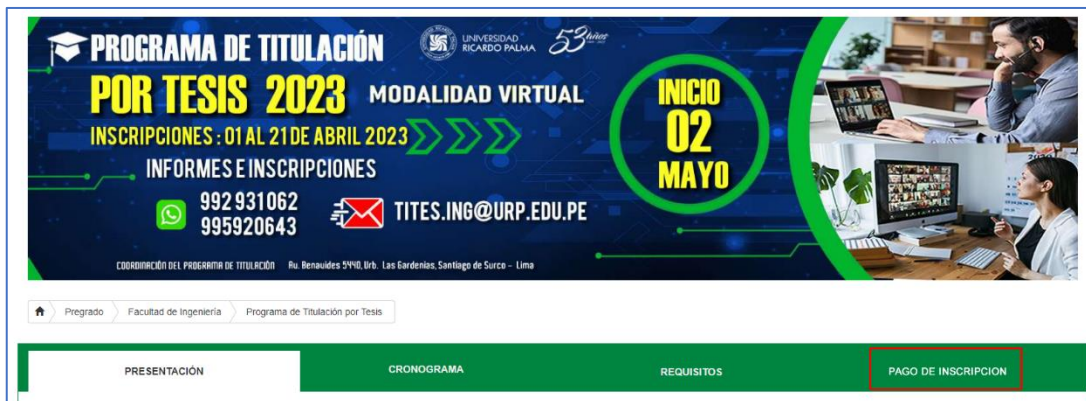 PROGRAMA DE TITULACIÓN
UNIVERSIDAD
RICARDO PALMA
53 años
POR TESIS 2023
MODALIDAD VIRTUAL
INSCRIPCIONES : 01 AL 21 DE ABRIL 2023
INFORMES E INSCRIPCIONES
992 931062
995920643
TITES.ING@URP.EDU.PE
COORDINACIÓN DEL PROGRAMA DE TITULACIÓN Av. Benavides 5440, Urb. Las Gardenias, Santiago de Surco - Lima
INICIO
02
MAYO
Pregrado Facultad de Ingeniería Programa de Titulación por Tesis
PRESENTACIÓN CRONOGRAMA REQUISITOS PAGO DE INSCRIPCION